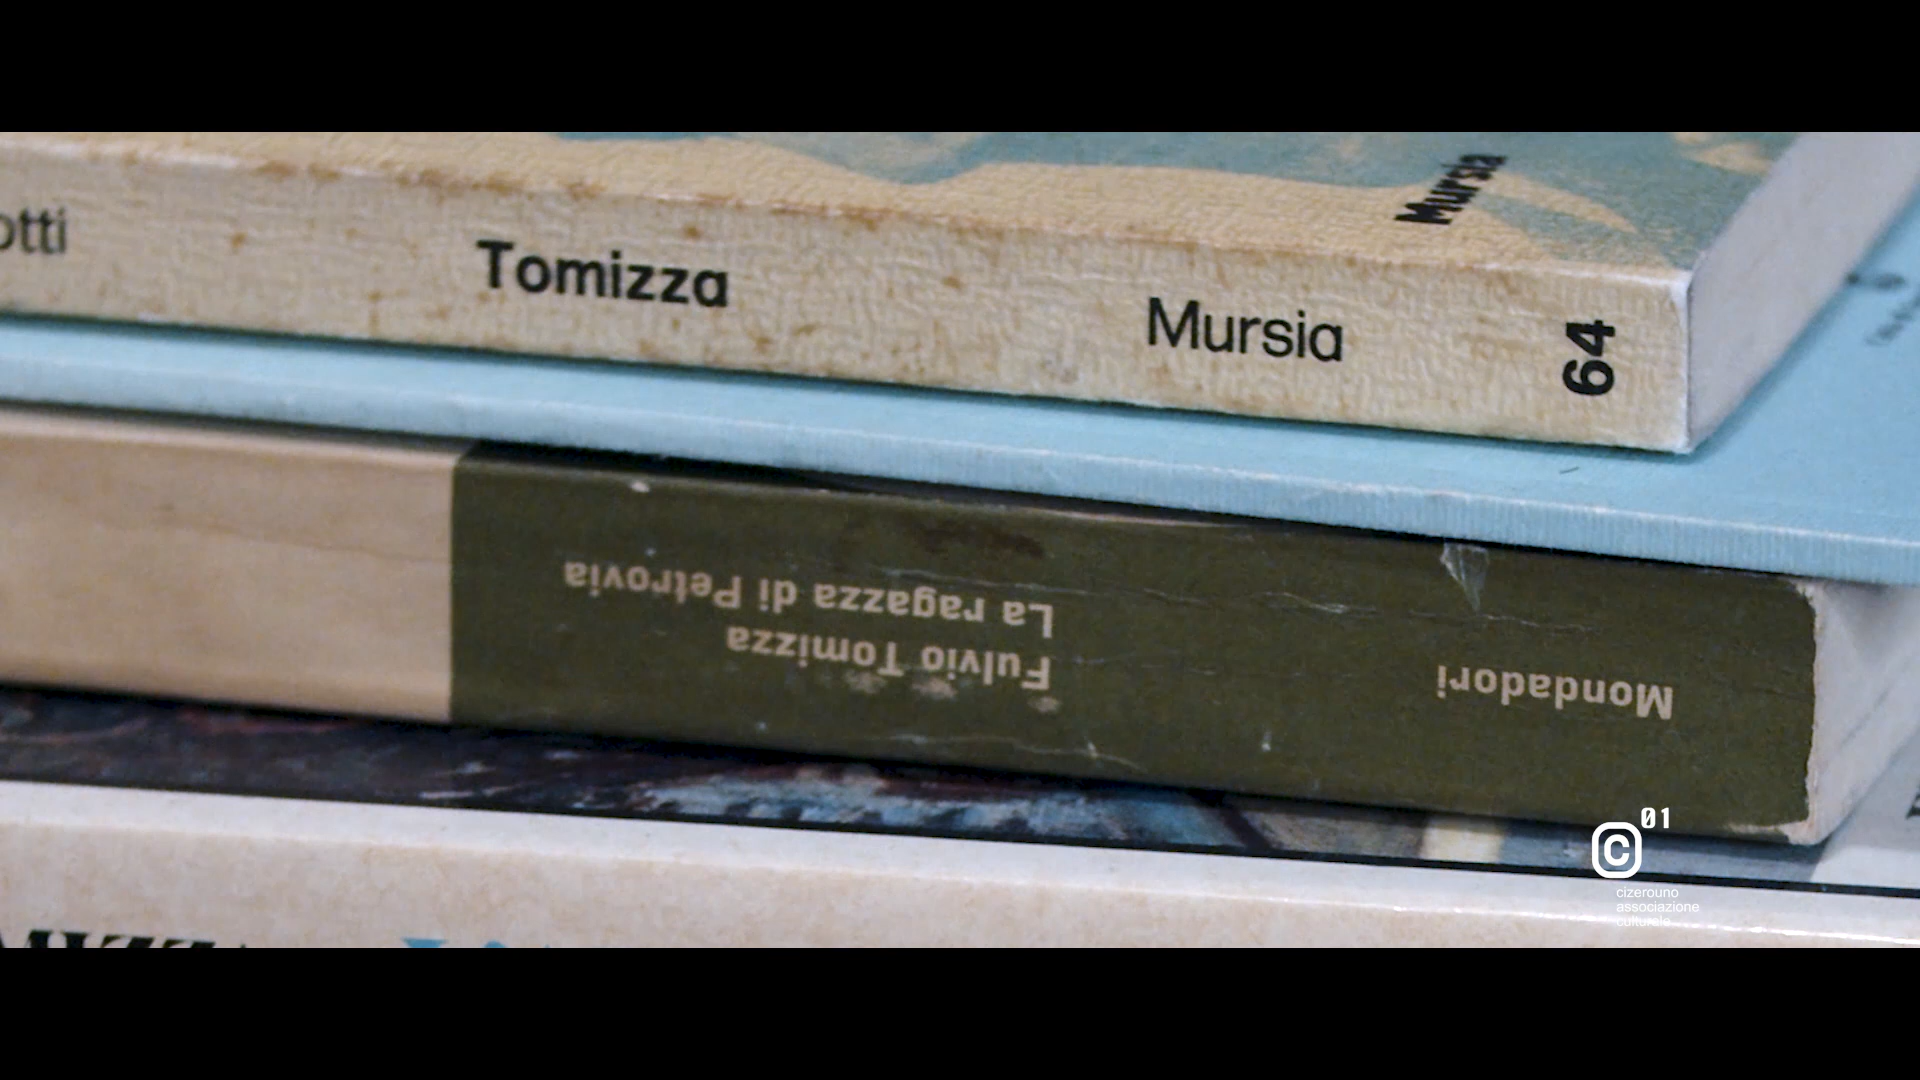 Mursia
otti
Tomizza
Mursia
64
La ragazza di Petrovia
Fulvio Tomizza
Mondadori
01
C
cizerouno
associazione
culturale